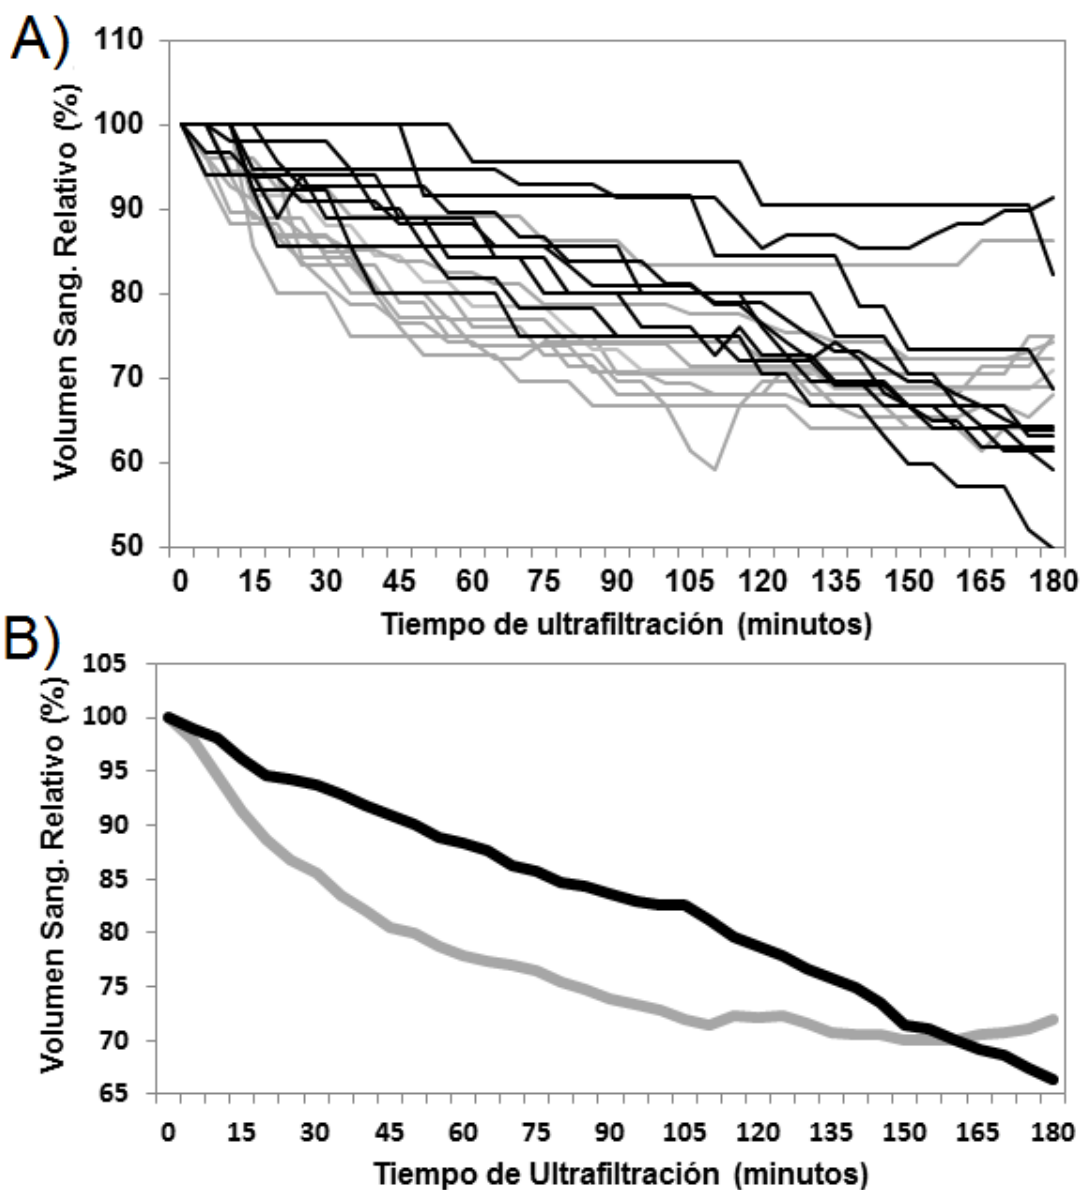 A)
Volumen Sang. Relativo (%)
110
100
90
80
70
60
50
0 15 30 45 60 75 90 105 120 135 150 165 180
Tiempo de ultrafiltración (minutos)
B)
Volumen Sang. Relativo (%)
105
100
95
90
85
80
75
70
65
0 15 30 45 60 75 90 105 120 135 150 165 180
Tiempo de Ultrafiltración (minutos)